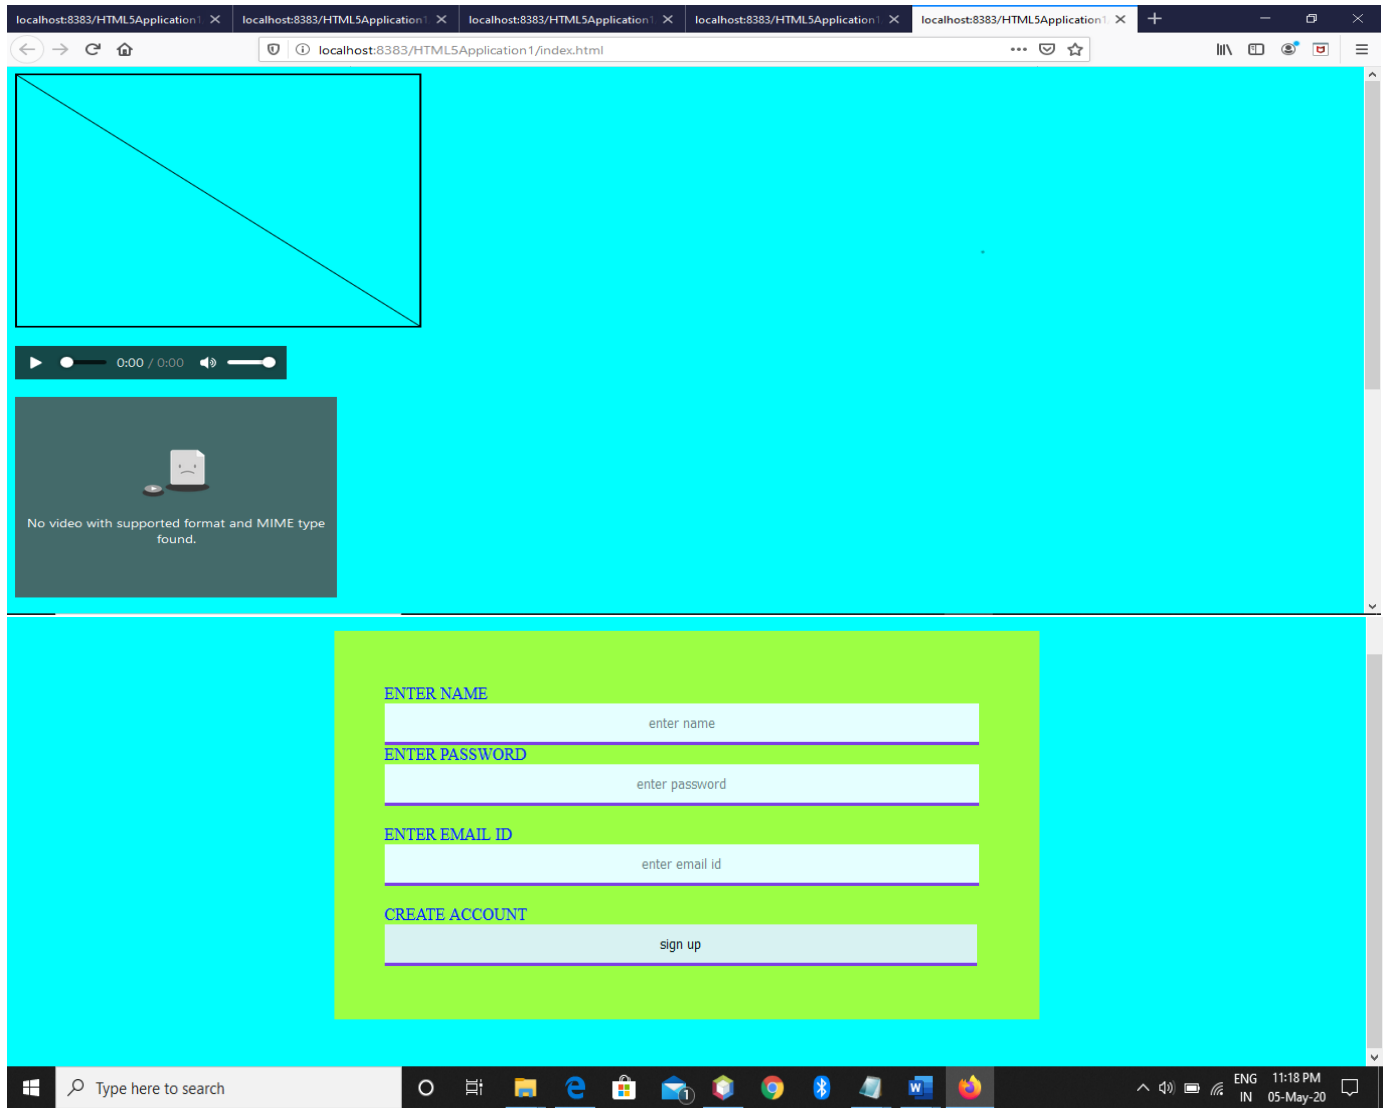 localhost:8383/HTML5Application1 localhost:8383/HTML5Application1 localhost:8383/HTML5Application1 localhost:8383/HTML5Application1 localhost:8383/HTML5Application1
localhost:8383/HTML5Application1/index.html
0:00 / 0:00
No video with supported format and MIME type
found.
ENTER NAME
enter name
ENTER PASSWORD
enter password
ENTER EMAIL ID
enter email id
CREATE ACCOUNT
sign up
Type here to search
1
W
ENG 11:18 PM
IN 05-May-20